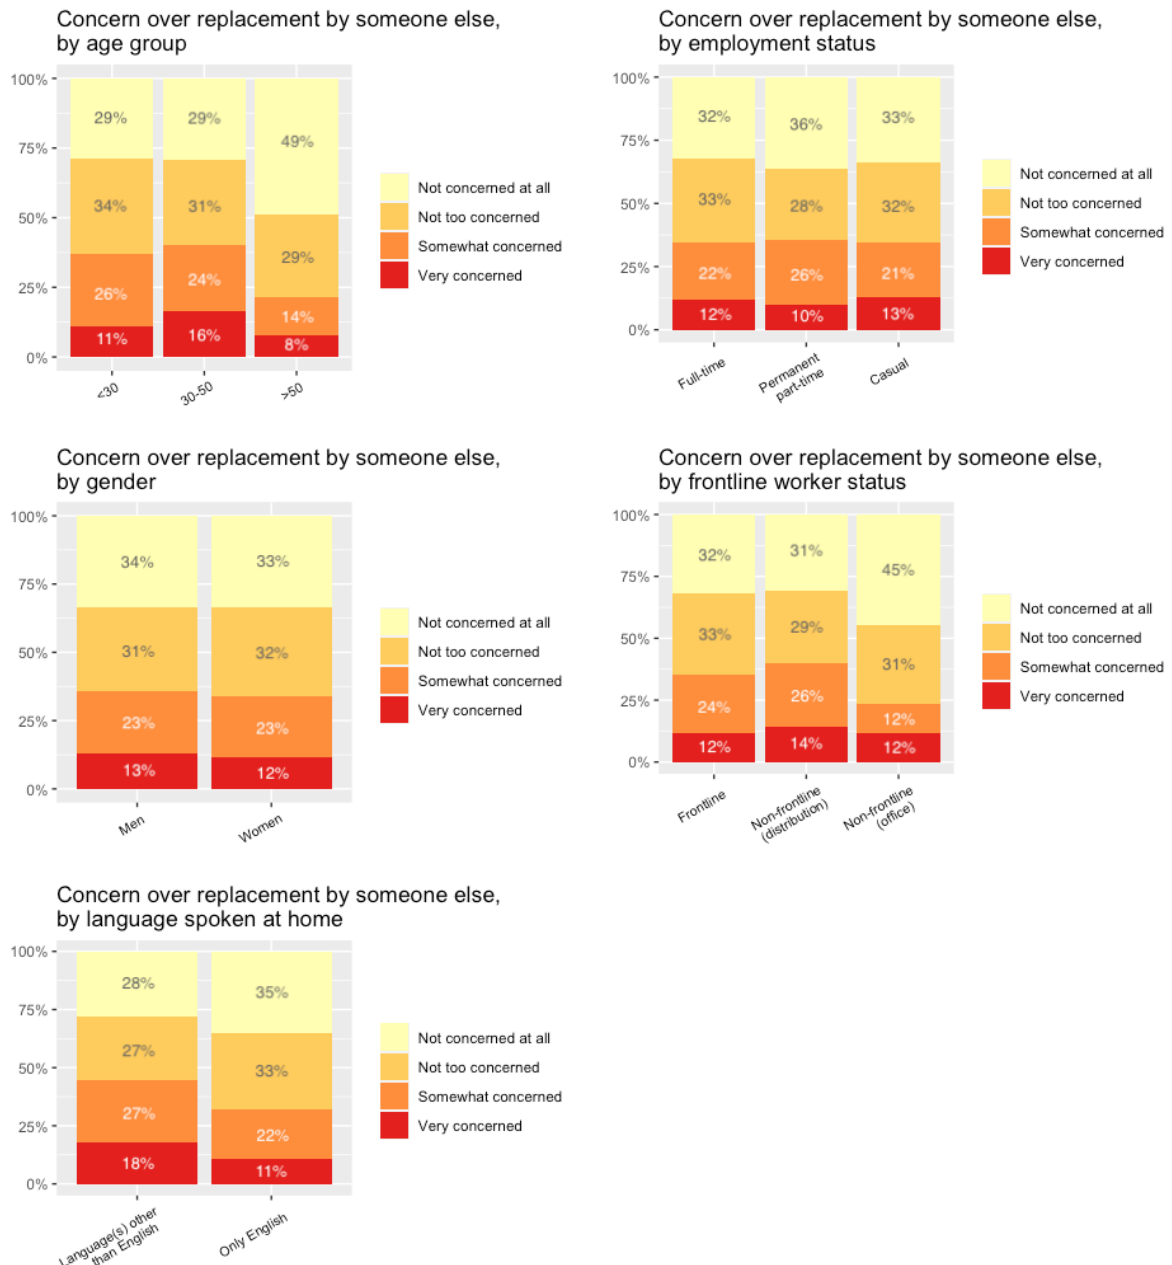 Concern over replacement by someone else,
by age group
100%
75%
50%
25%
0%
29%
34%
26%
11%
29%
31%
24%
16%
49%
29%
14%
8%
<30
30-50
>50
Not concerned at all
Not too concerned
Somewhat concerned
Very concerned
Concern over replacement by someone else,
by employment status
100%
75%
50%
25%
0%
32%
33%
22%
12%
36%
28%
26%
10%
33%
32%
21%
13%
Full-time
Permanent
part-time
Casual
Not concerned at all
Not too concerned
Somewhat concerned
Very concerned
Concern over replacement by someone else,
by gender
100%
75%
50%
25%
0%
34%
31%
23%
13%
33%
32%
23%
12%
Men
Women
Not concerned at all
Not too concerned
Somewhat concerned
Very concerned
Concern over replacement by someone else,
by frontline worker status
100%
75%
50%
25%
0%
32%
33%
24%
12%
31%
29%
26%
14%
45%
31%
12%
12%
Frontline
Non-frontline
(distribution)
Non-frontline
(office)
Not concerned at all
Not too concerned
Somewhat concerned
Very concerned
Concern over replacement by someone else,
by language spoken at home
100%
75%
50%
25%
0%
28%
27%
27%
18%
35%
33%
22%
11%
Language(s) other
than English
Only English
Not concerned at all
Not too concerned
Somewhat concerned
Very concerned